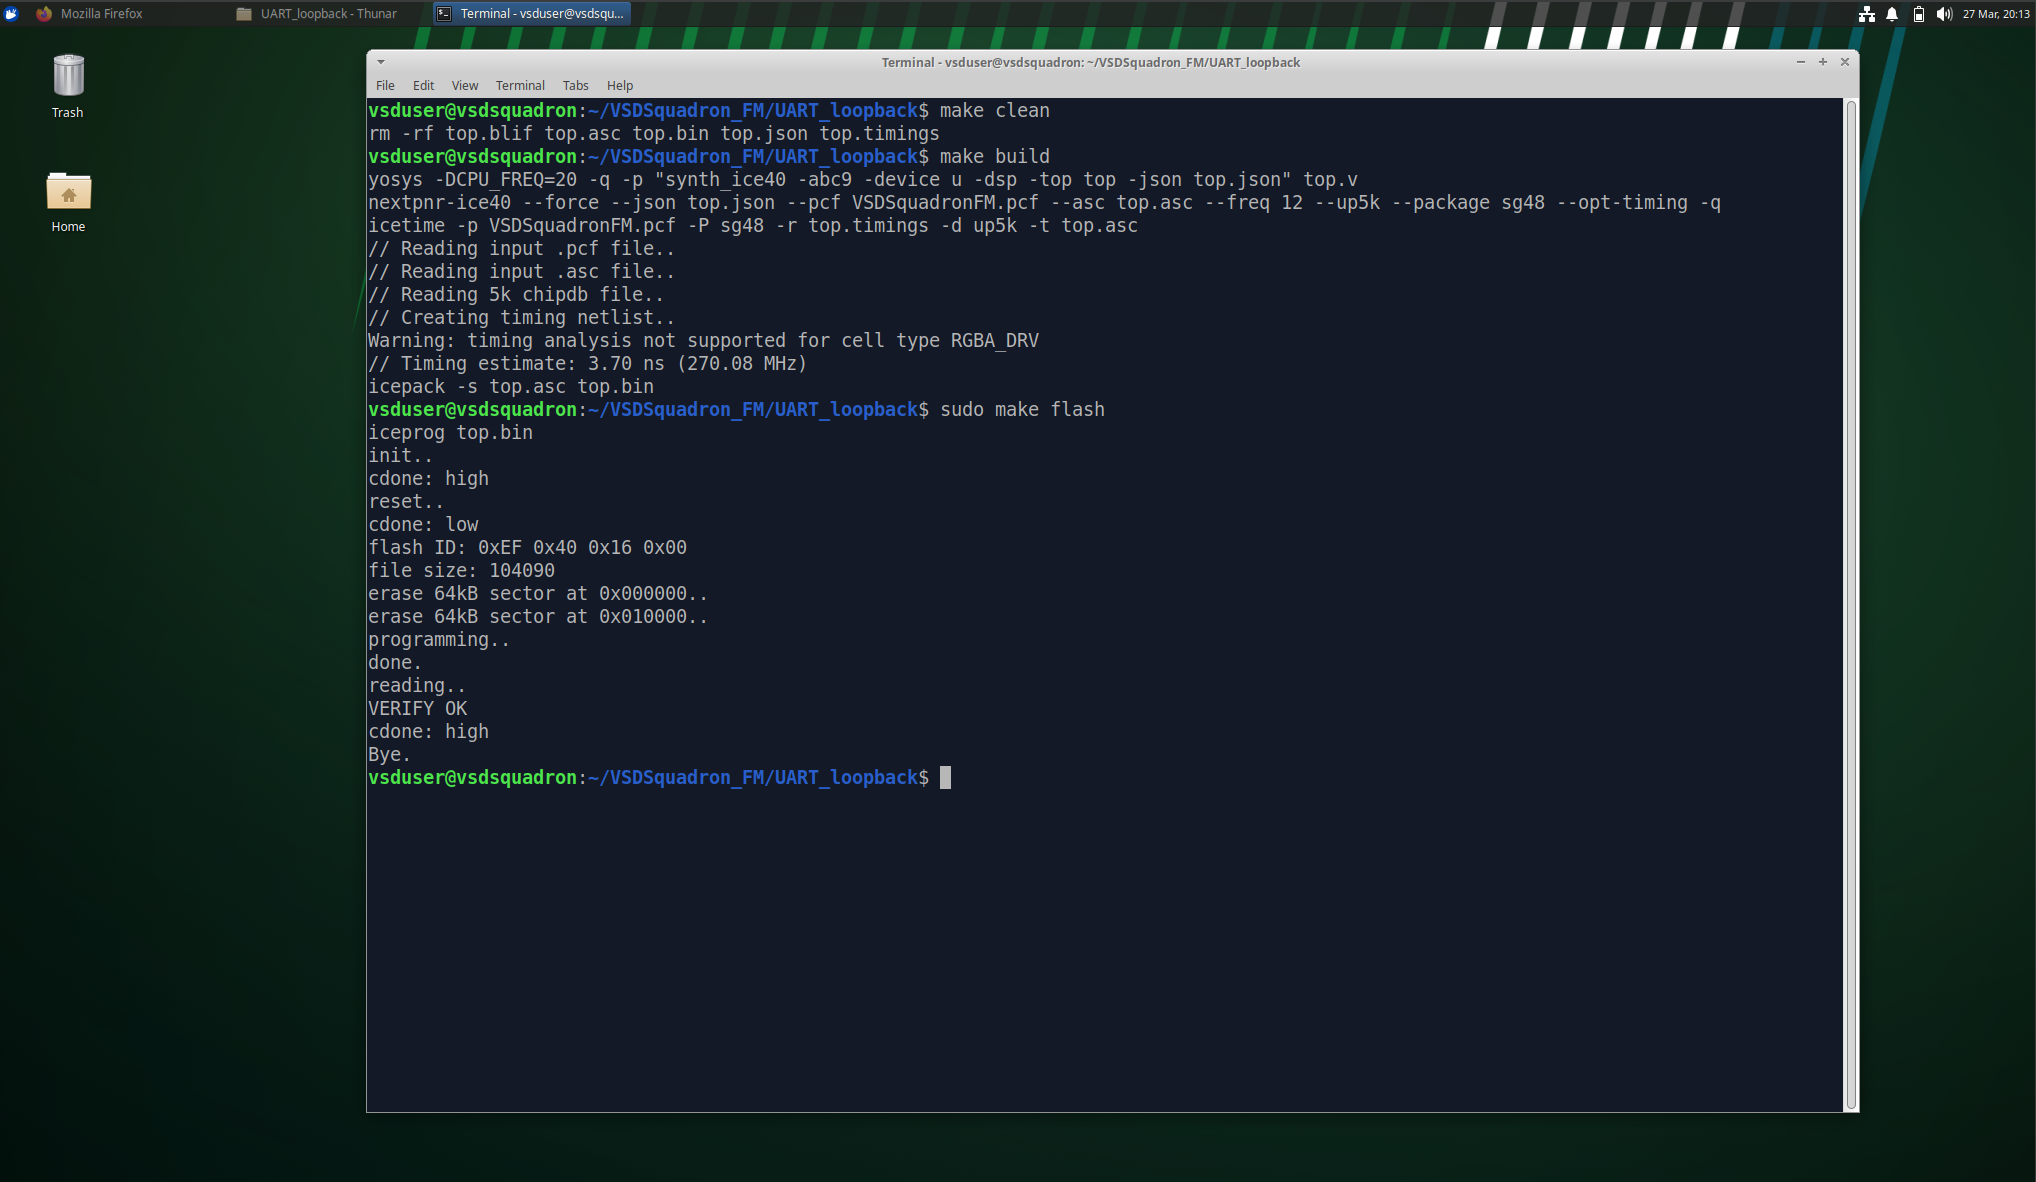 Mozilla Firefox
UART_loopback - Thunar
Terminal - vsduser@vsdsqu...
27 Mar, 20:13
Trash
Home
Terminal - vsduser@vsdsquadron: ~/VSDSquadron_FM/UART_loopback
File Edit View Terminal Tabs Help
vsduser@vsdsquadron:~/VSDSquadron_FM/UART_loopback$ make clean
rm -rf top.blif top.asc top.bin top.json top.timings
vsduser@vsdsquadron:~/VSDSquadron_FM/UART_loopback$ make build
yosys -DCPU_FREQ=20 -q -p "synth_ice40 -abc9 -device u -dsp -top top -json top.json" top.v
nextpnr-ice40 --force --json top.json --pcf VSDSquadronFM.pcf --asc top.asc --freq 12 --up5k --package sg48 --opt-timing -q
icetime -p VSDSquadronFM.pcf -P sg48 -r top.timings -d up5k -t top.asc
// Reading input .pcf file..
// Reading input .asc file..
// Reading 5k chipdb file..
// Creating timing netlist..
Warning: timing analysis not supported for cell type RGBA_DRV
// Timing estimate: 3.70 ns (270.08 MHz)
icepack -s top.asc top.bin
vsduser@vsdsquadron:~/VSDSquadron_FM/UART_loopback$ sudo make flash
iceprog top.bin
init..
cdone: high
reset..
cdone: low
flash ID: 0xEF 0x40 0x16 0x00
file size: 104090
erase 64kB sector at 0x000000..
erase 64kB sector at 0x010000..
programming..
done.
reading..
VERIFY OK
cdone: high
Bye.
vsduser@vsdsquadron:~/VSDSquadron_FM/UART_loopback$